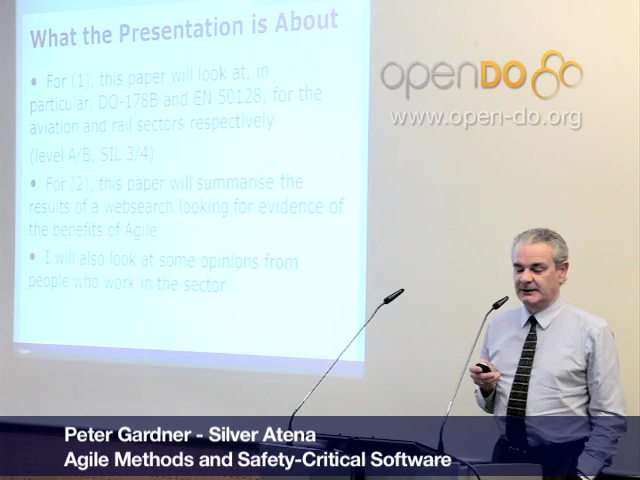 What the Presentation is About
• For (1), this paper will look at, in
particular, DO-178B and EN 50128, for the
aviation and rail sectors respectively
(level A/B, SIL 3/4)
• For (2), this paper will summarise the
results of a websearch looking for evidence of
the benefits of Agile
• I will also look at some opinions from
people who work in the sector
openDO
www.open-do.org
Peter Gardner - Silver Atena
Agile Methods and Safety-Critical Software